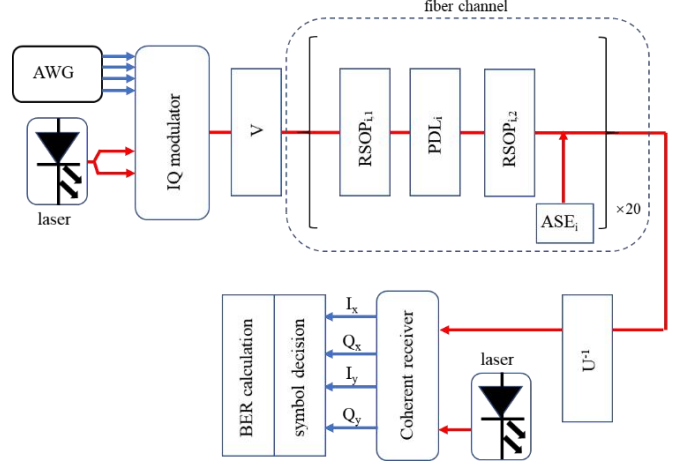 fiber channel
AWG
laser
IQ modulator
V
RSOPi,1
PDLi
RSOPi,2
ASEi
×20
BER calculation
symbol decision
Ix
Qx
Iy
Qy
Coherent receiver
laser
U-1